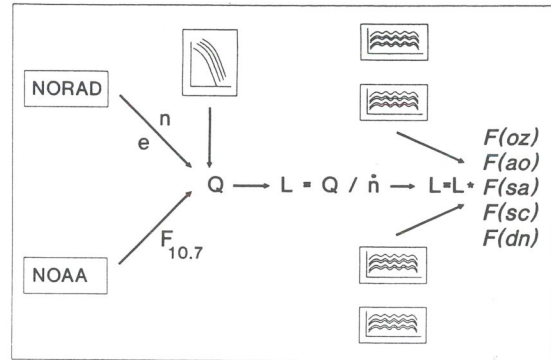 NORAD
n
e
F(oz)
F(ao)
Q → L = Q / ṅ → L=L* F(sa)
F(sc)
F(dn)
F10.7
NOAA